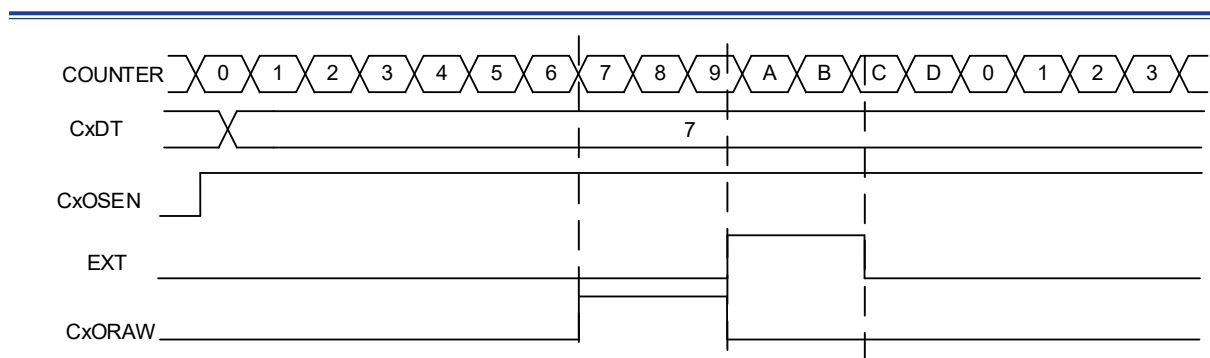 COUNTER 0 1 2 3 4 5 6 7 8 9 A B C D 0 1 2 3
CxDT 7
CxOSEN
EXT
CxORAW